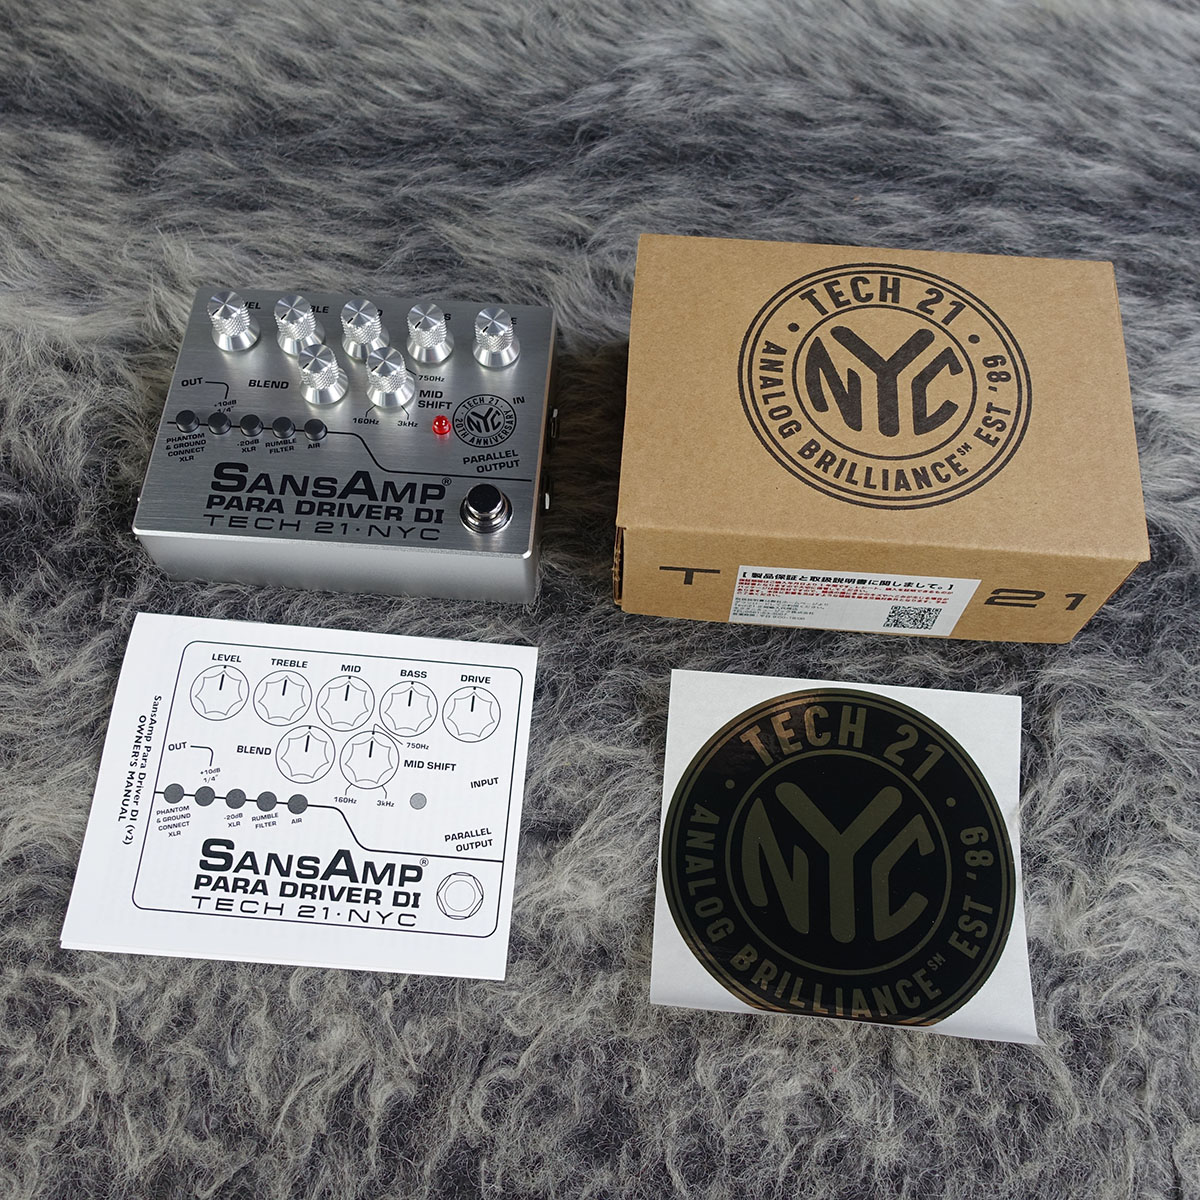 OUT
+10dB
1/4"
BLEND
750Hz
MID
SHIFT
160Hz
3kHz
IN
TECH 21
NYC
20TH ANNIVERSARY
PHANTOM
& GROUND
CONNECT
XLR
-20dB
XLR
RUMBLE
FILTER
AIR
PARALLEL
OUTPUT
SANSAMP®
PARA DRIVER DI
TECH 21·NYC
TECH 21
NYC
ANALOG BRILLIANCE℠ EST '89
T
21
【 製品保証と取扱説明書に関しまして。】
SansAmp Para Driver DI (v2)
OWNER'S MANUAL
LEVEL
TREBLE
MID
BASS
DRIVE
OUT
+10dB
1/4"
BLEND
750Hz
MID SHIFT
160Hz
3kHz
INPUT
PHANTOM
& GROUND
CONNECT
XLR
-20dB
XLR
RUMBLE
FILTER
AIR
PARALLEL
OUTPUT
SANSAMP®
PARA DRIVER DI
TECH 21·NYC
TECH 21
NYC
ANALOG BRILLIANCE℠ EST '89